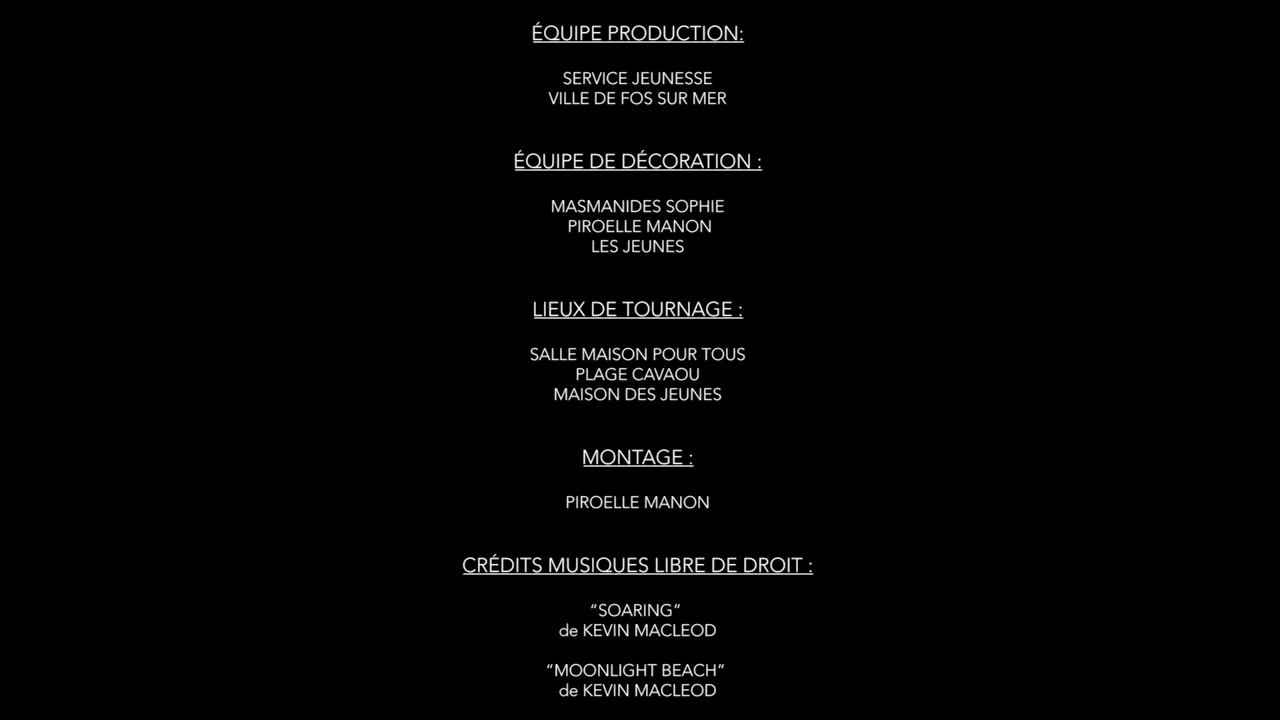 ÉQUIPE PRODUCTION:
SERVICE JEUNESSE
VILLE DE FOS SUR MER
ÉQUIPE DE DÉCORATION :
MASMANIDES SOPHIE
PIROELLE MANON
LES JEUNES
LIEUX DE TOURNAGE :
SALLE MAISON POUR TOUS
PLAGE CAVAOU
MAISON DES JEUNES
MONTAGE :
PIROELLE MANON
CRÉDITS MUSIQUES LIBRE DE DROIT :
“SOARING“
de KEVIN MACLEOD
“MOONLIGHT BEACH“
de KEVIN MACLEOD